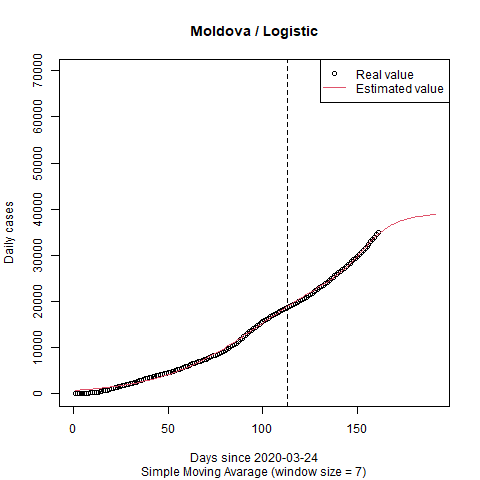 Moldova / Logistic
Real value
Estimated value
Daily cases
0
10000
20000
30000
40000
50000
60000
70000
0
50
100
150
Days since 2020-03-24
Simple Moving Avarage (window size = 7)